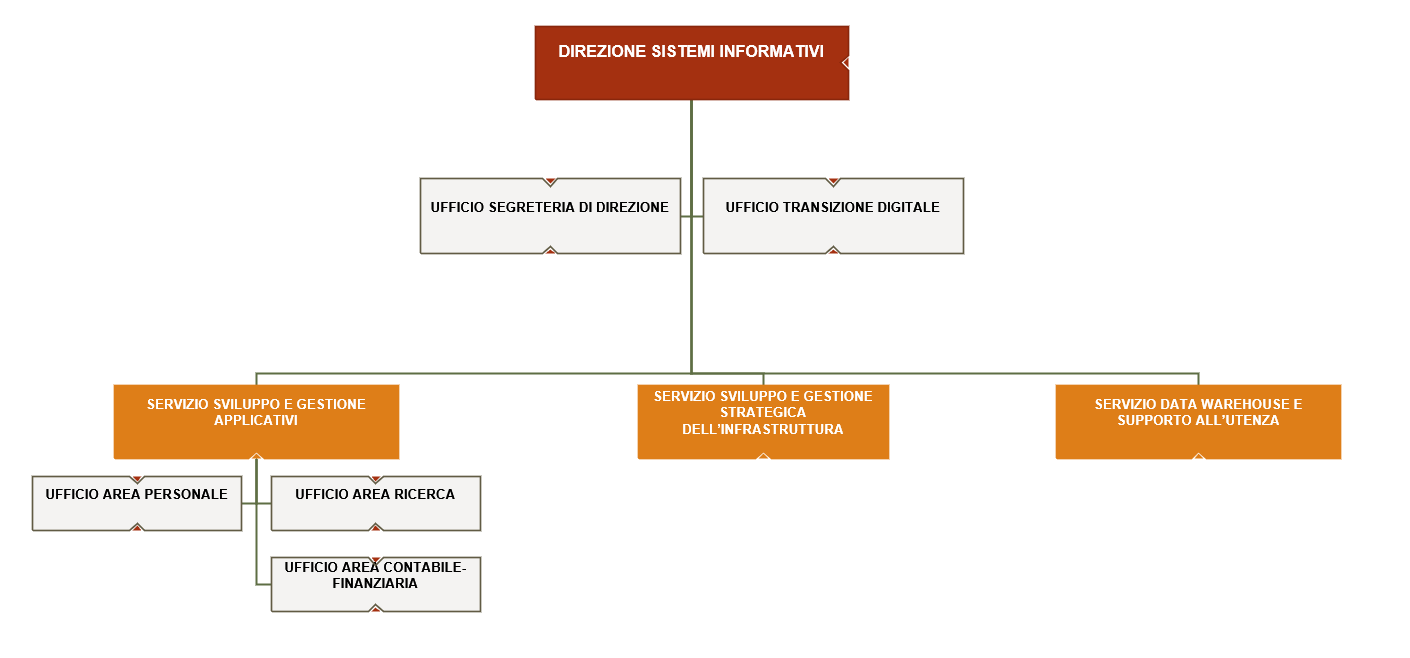 DIREZIONE SISTEMI INFORMATIVI
UFFICIO SEGRETERIA DI DIREZIONE
UFFICIO TRANSIZIONE DIGITALE
SERVIZIO SVILUPPO E GESTIONE
APPLICATIVI
SERVIZIO SVILUPPO E GESTIONE
STRATEGICA
DELL'INFRASTRUTTURA
SERVIZIO DATA WAREHOUSE E
SUPPORTO ALL'UTENZA
UFFICIO AREA PERSONALE
UFFICIO AREA RICERCA
UFFICIO AREA CONTABILE-
FINANZIARIA